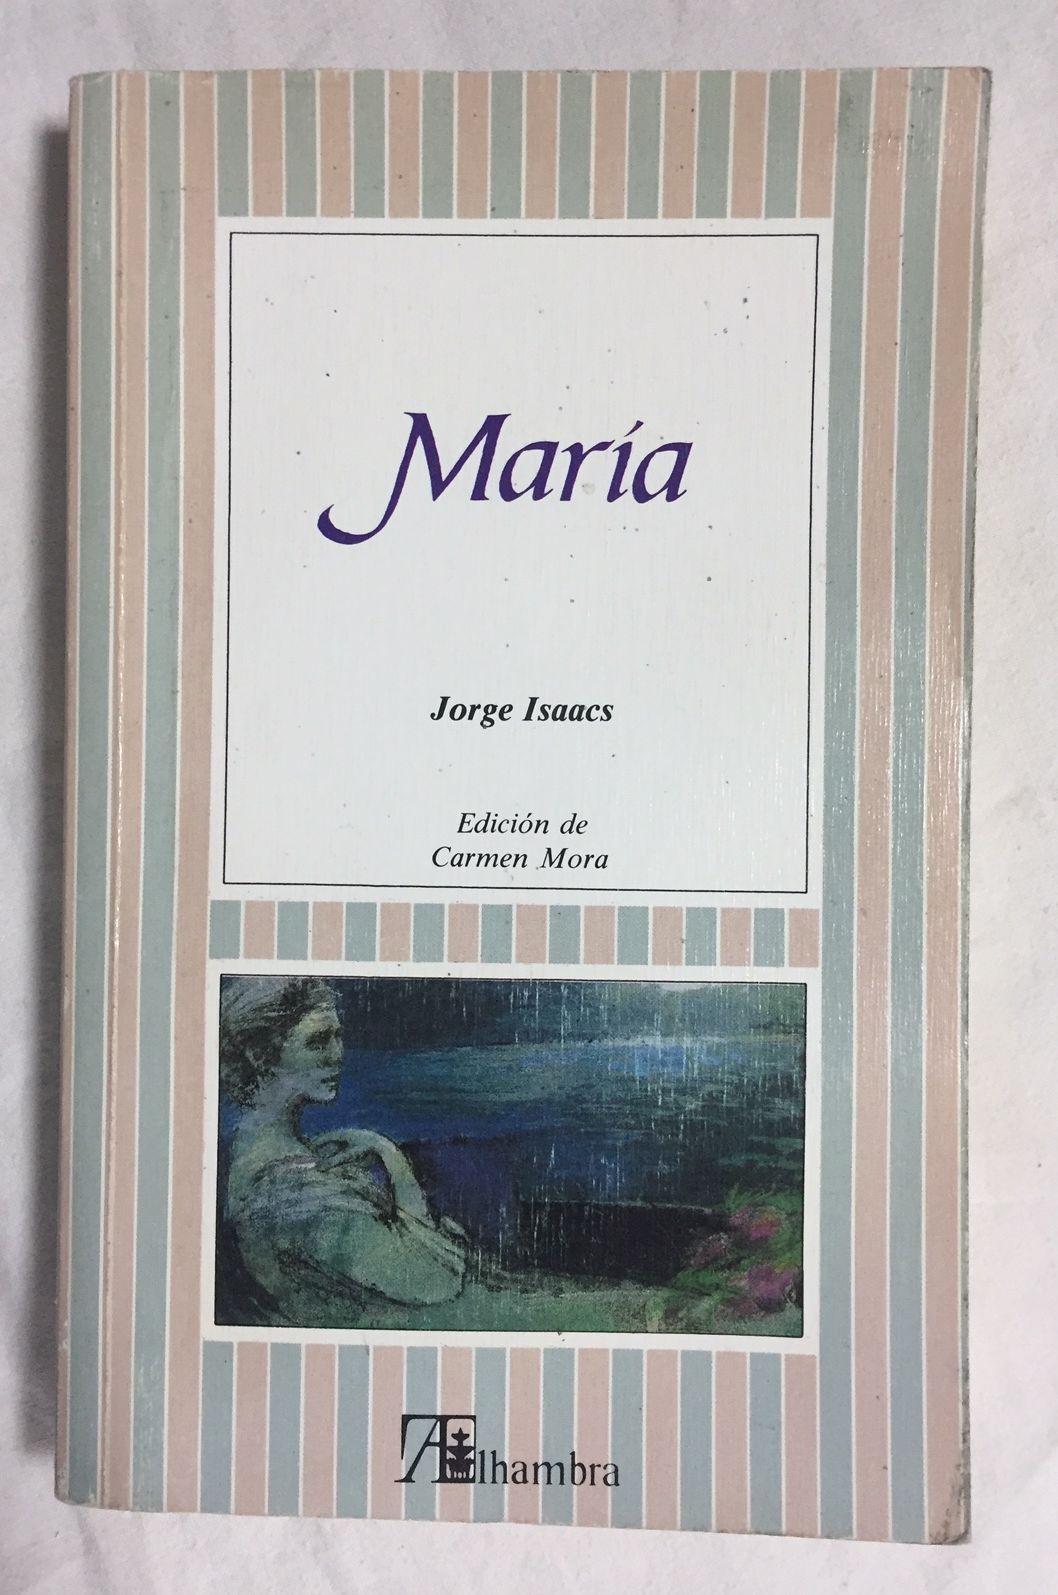 María
Jorge Isaacs
Edición de
Carmen Mora
Alhambra